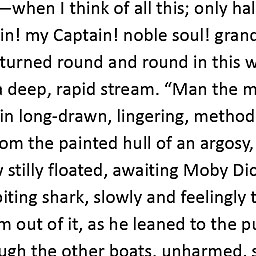 —when I think of all this; only hal
in! my Captain! noble soul! grand
turned round and round in this w
a deep, rapid stream. “Man the m
in long-drawn, lingering, method
om the painted hull of an argosy,
y stilly floated, awaiting Moby Dic
biting shark, slowly and feelingly t
m out of it, as he leaned to the pu
ugh the other boats, unharmed, s